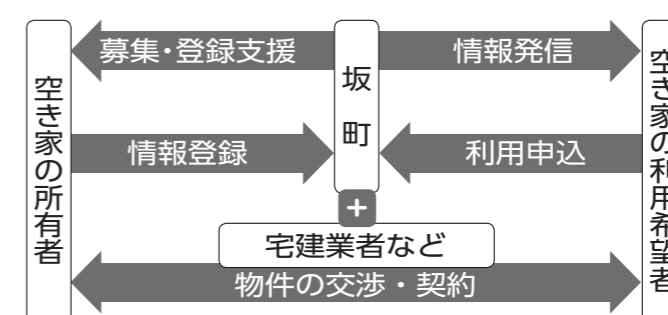 空き家の所有者
募集・登録支援
坂町
情報発信
空き家の利用希望者
情報登録
利用申込
+
宅建業者など
物件の交渉・契約